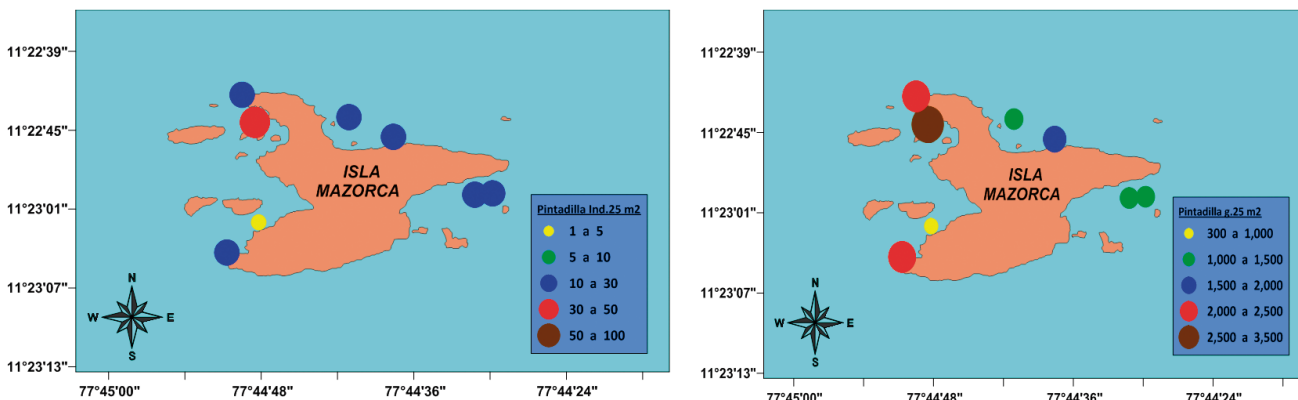 11°22'39"
11°22'45"
11°23'01"
11°23'07"
11°23'13"
ISLA
MAZORCA
Pintadilla Ind.25 m2
1 a 5
5 a 10
10 a 30
30 a 50
50 a 100
N
W E
S
77°45'00" 77°44'48" 77°44'36" 77°44'24"
11°22'39"
11°22'45"
11°23'01"
11°23'07"
11°23'13"
ISLA
MAZORCA
Pintadilla g.25 m2
300 a 1,000
1,000 a 1,500
1,500 a 2,000
2,000 a 2,500
2,500 a 3,500
N
W E
S
77°45'00" 77°44'48" 77°44'36" 77°44'24"